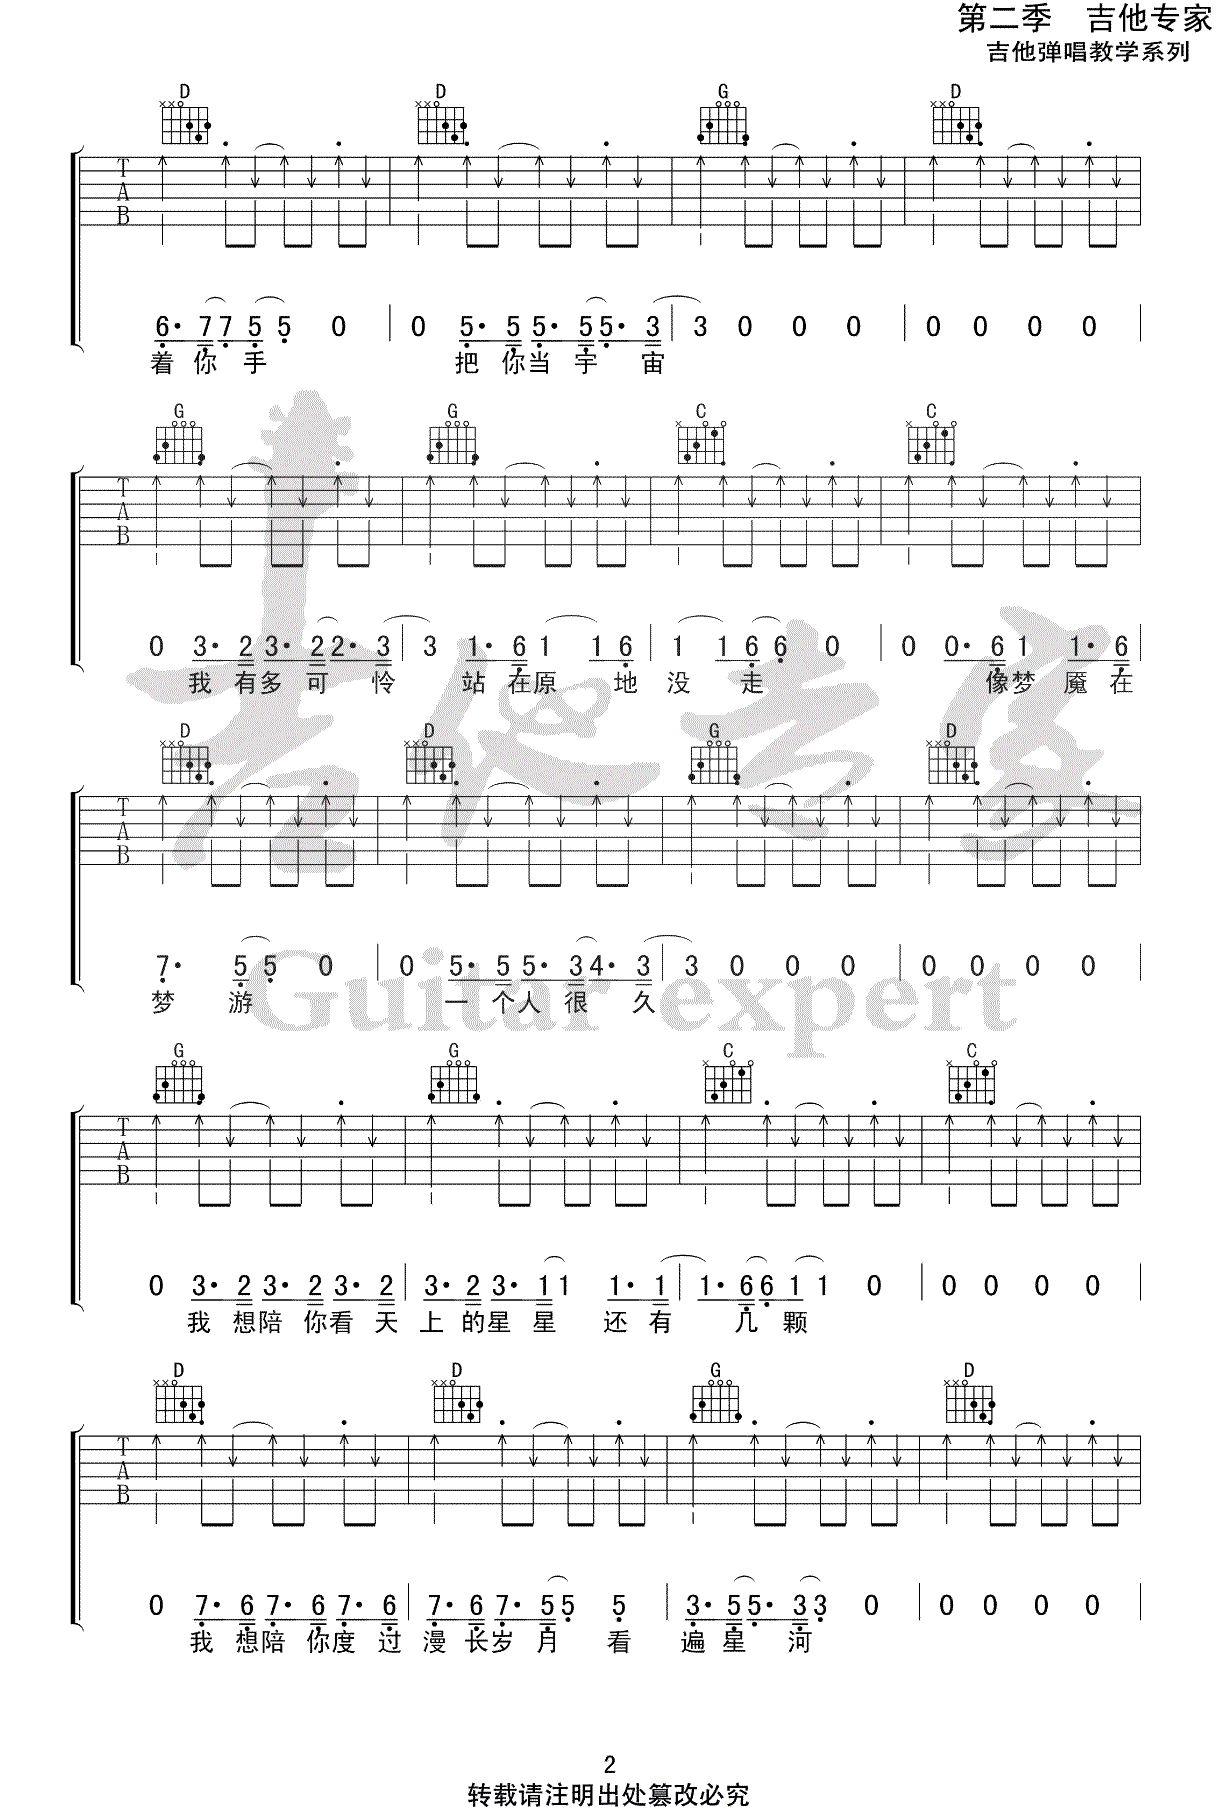 第二季 吉他专家
吉他弹唱教学系列
D D G D
T
A
B
6· 7 7 5 5 0 | 0 5· 5 5· 5 5· 3 | 3 0 0 0 | 0 0 0 0
着你手 把你当宇宙
G G C C
T
A
B
0 3· 2 3· 2 2· 3 | 3 1· 6 1 1 6 | 1 1 6 6 0 | 0 0· 6 1 1· 6
我有多可怜 站在原地没走 像梦魇在
D D G D
T
A
B
7· 5 5 0 | 0 5· 5 5· 3 4· 3 | 3 0 0 0 | 0 0 0 0
梦游 一个人很久
Guitar expert
G G C C
T
A
B
0 3· 2 3· 2 3· 2 | 3· 2 3· 1 1 1· 1 | 1· 6 6 1 1 0 | 0 0 0 0
我想陪你看天上的星星还有几颗
D D G D
T
A
B
0 7· 6 7· 6 7· 6 | 7· 6 7· 5 5 5 | 3· 5 5· 3 3 0 | 0 0 0 0
我想陪你度过漫长岁月看遍星河
2
转载请注明出处篡改必究